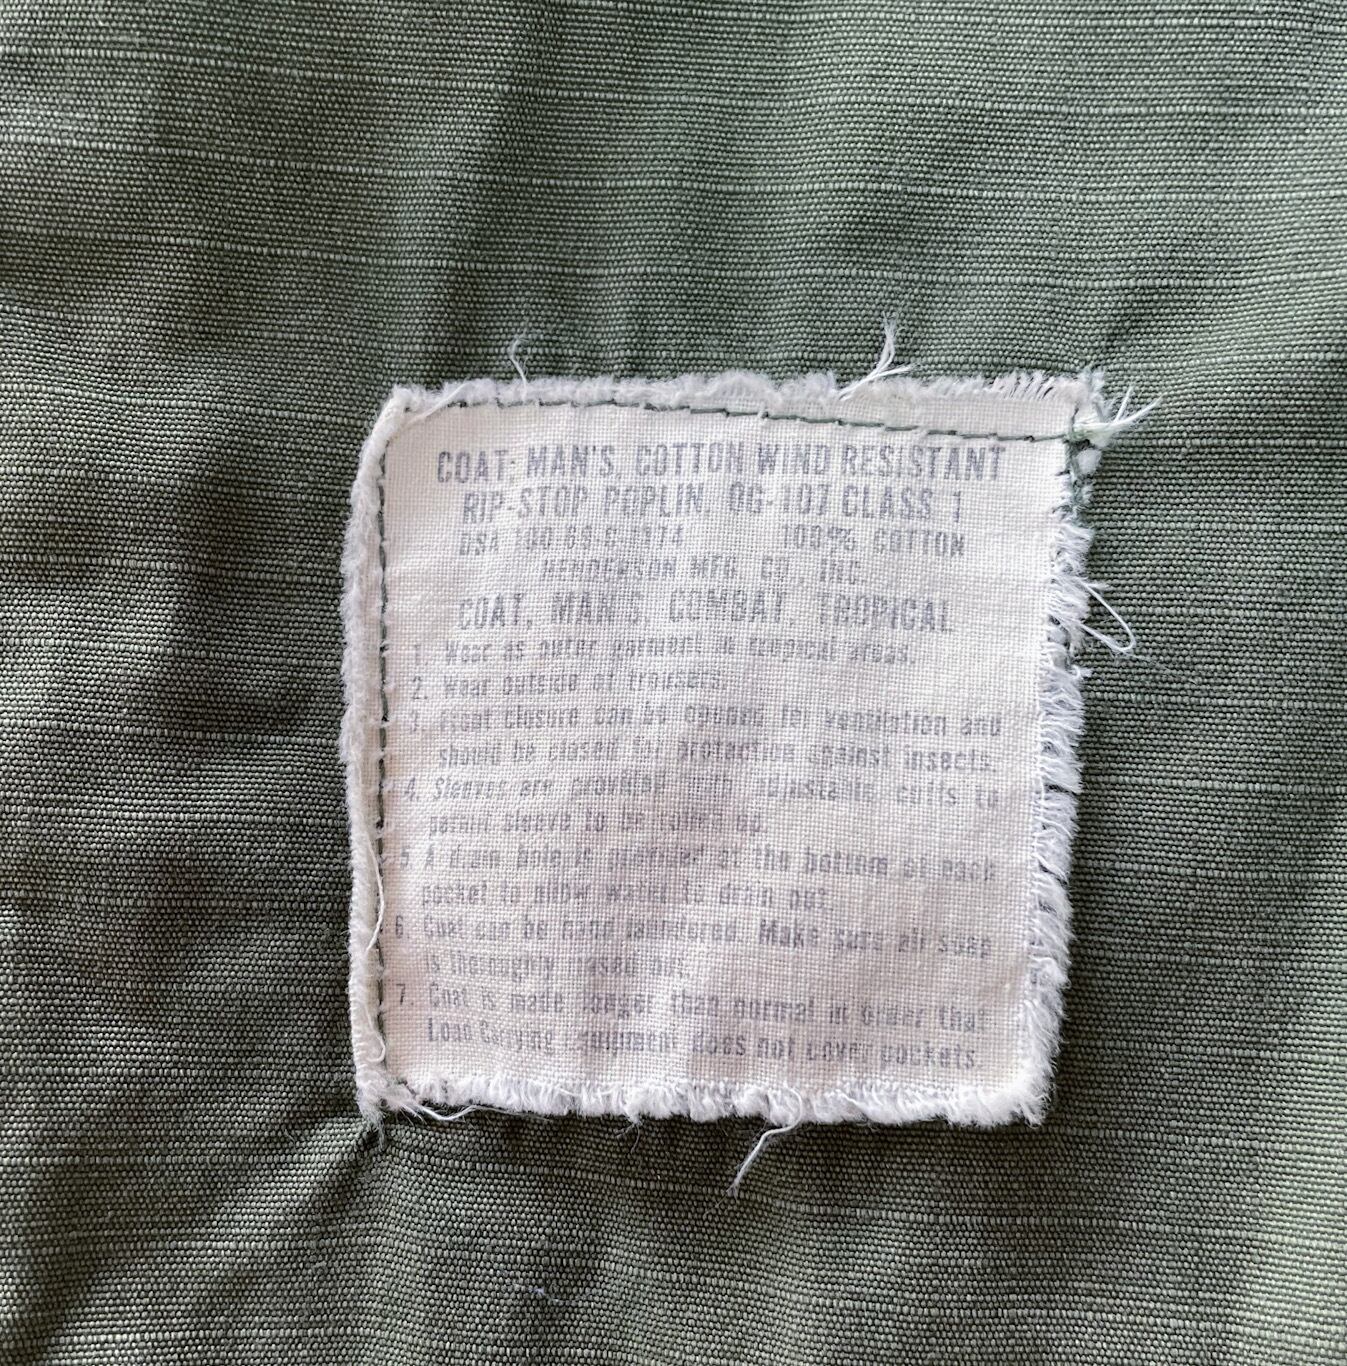 COAT; MAN'S, COTTON WIND RESISTANT
RIP-STOP POPLIN, OG-107 CLASS 1
DSA 100 100% COTTON
HENDERSON MFG. CO., INC.
COAT, MAN'S, COMBAT, TROPICAL
1. Wear as outer garment in tropical areas.
2. Wear outside of trousers.
3. Front closure can be opened for ventilation and
should be closed for protection against insects.
4. Sleeves are provided with adjustable cuffs to
permit sleeve to be rolled up.
5 A drain hole is provided at the bottom of each
pocket to allow water to drain out.
6 Coat can be hand laundered. Make sure all soap
is thoroughly rinsed out.
7. Coat is made longer than normal in order that
Load Carrying Equipment does not cover pockets.